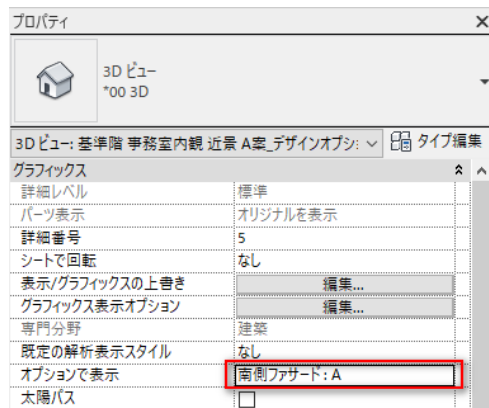 プロパティ
3D ビュー
*00 3D
3D ビュー: 基準階 事務室内観 近景 A案_デザインオプシ: タイプ編集
グラフィックス
詳細レベル 標準
パーツ表示 オリジナルを表示
詳細番号 5
シートで回転 なし
表示/グラフィックスの上書き 編集...
グラフィックス表示オプション 編集...
専門分野 建築
既定の解析表示スタイル なし
オプションで表示 南側ファサード : A
太陽パス